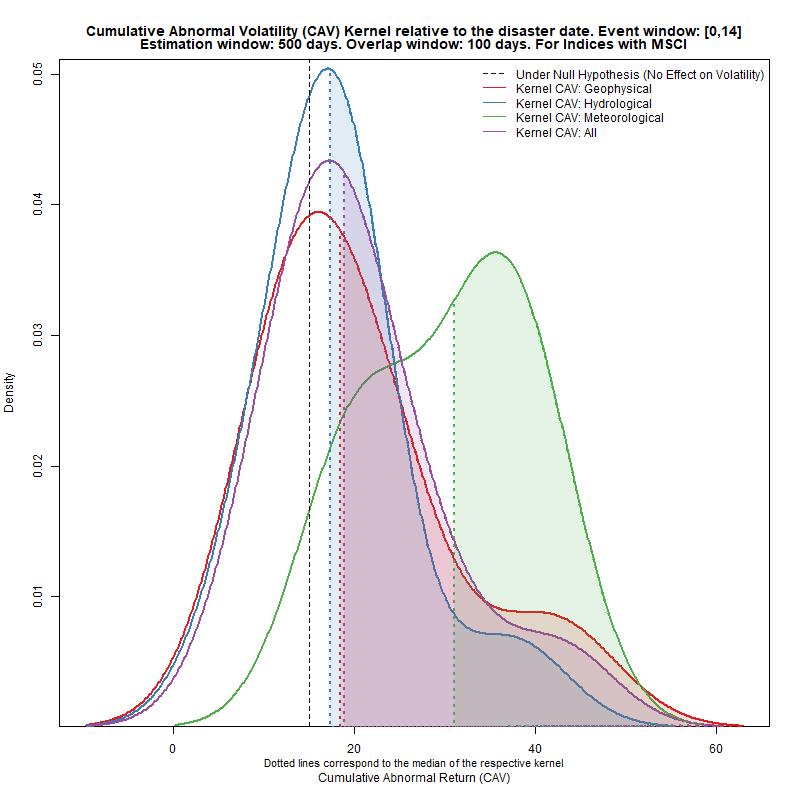 Cumulative Abnormal Volatility (CAV) Kernel relative to the disaster date. Event window: [0,14]
Estimation window: 500 days. Overlap window: 100 days. For Indices with MSCI
Under Null Hypothesis (No Effect on Volatility)
Kernel CAV: Geophysical
Kernel CAV: Hydrological
Kernel CAV: Meteorological
Kernel CAV: All
0.05
0.04
0.03
0.02
0.01
Density
0 20 40 60
Dotted lines correspond to the median of the respective kernel
Cumulative Abnormal Return (CAV)